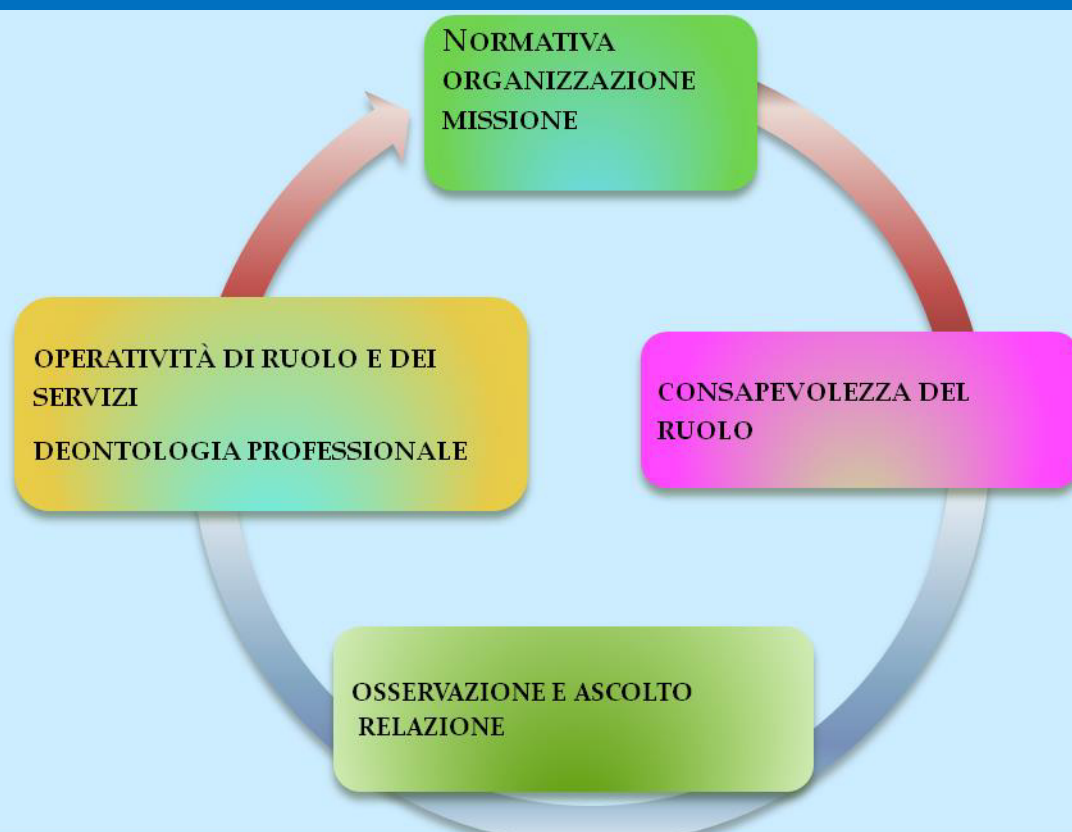 NORMATIVA
ORGANIZZAZIONE
MISSIONE
CONSAPEVOLEZZA DEL
RUOLO
OSSERVAZIONE E ASCOLTO
RELAZIONE
OPERATIVITÀ DI RUOLO E DEI
SERVIZI
DEONTOLOGIA PROFESSIONALE